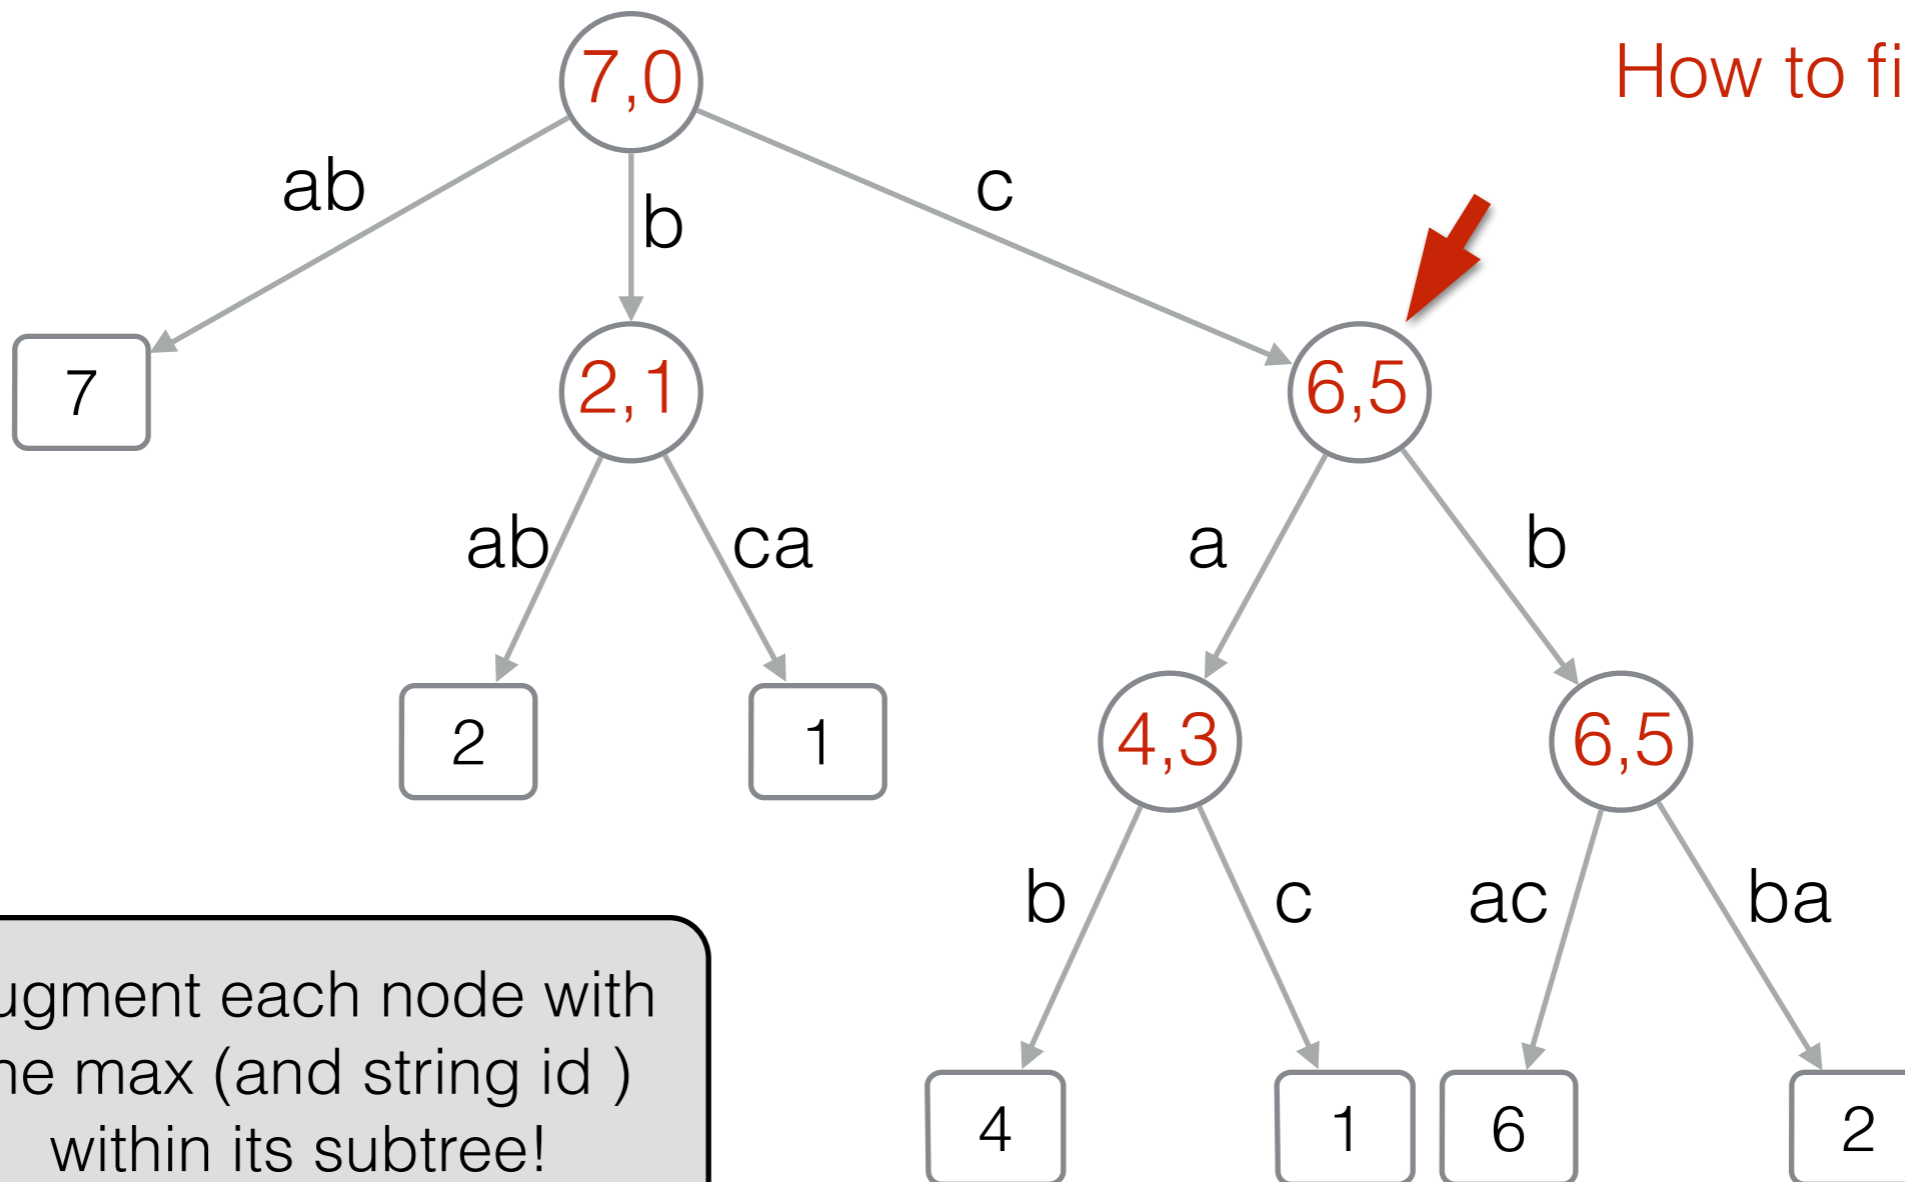 7,0
How to fi
ab
b
c
7
2,1
6,5
ab
ca
a
b
2
1
4,3
6,5
b
c
ac
ba
4
1
6
2
ugment each node with
he max (and string id )
within its subtree!